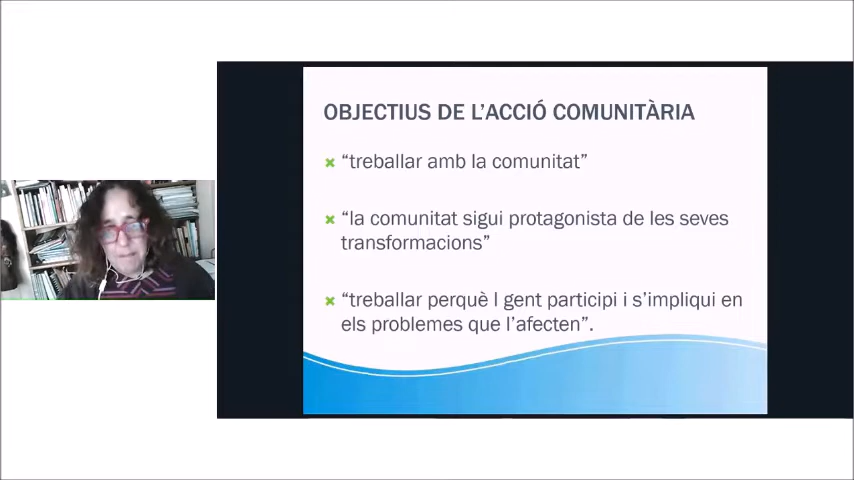 OBJECTIUS DE L’ACCIÓ COMUNITÀRIA
“treballar amb la comunitat”
“la comunitat sigui protagonista de les seves
transformacions”
“treballar perquè l gent participi i s’impliqui en
els problemes que l’afecten”.